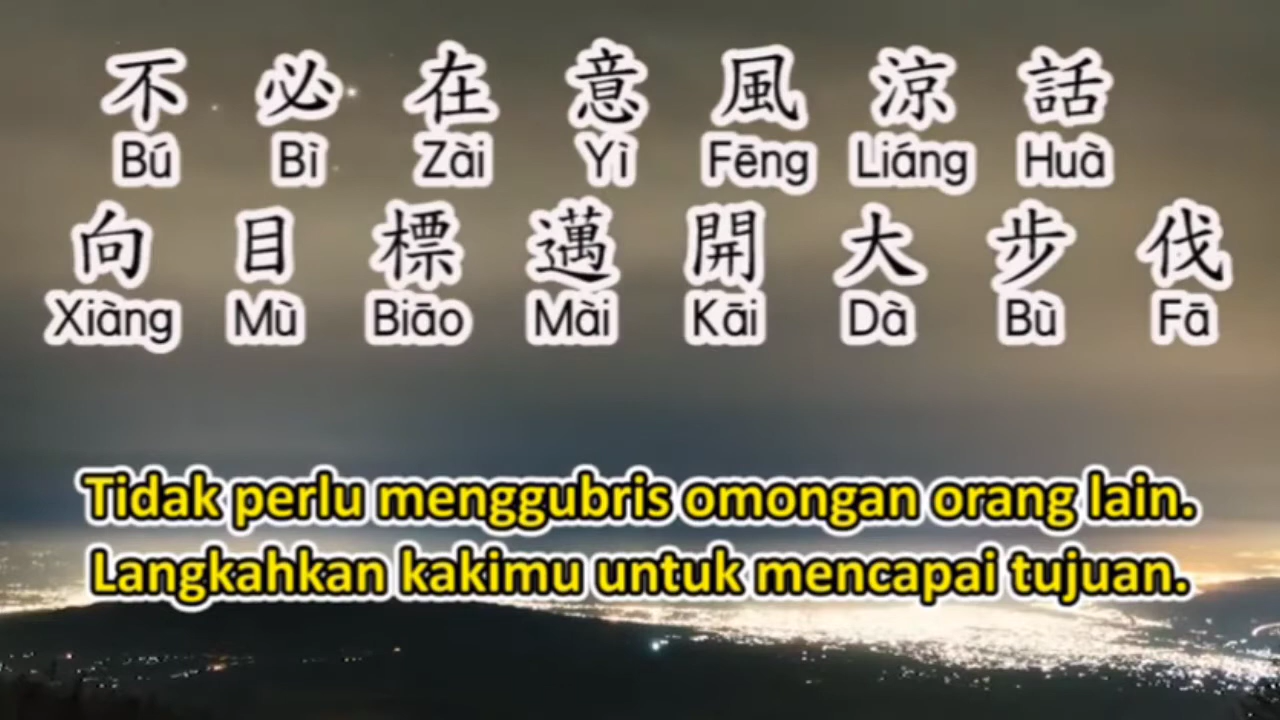 不必在意風涼話
Bú Bì Zài Yì Fēng Liáng Huà
向目標邁開大步伐
Xiàng Mù Biāo Mài Kāi Dà Bù Fā
Tidak perlu menggubris omongan orang lain.
Langkahkan kakimu untuk mencapai tujuan.